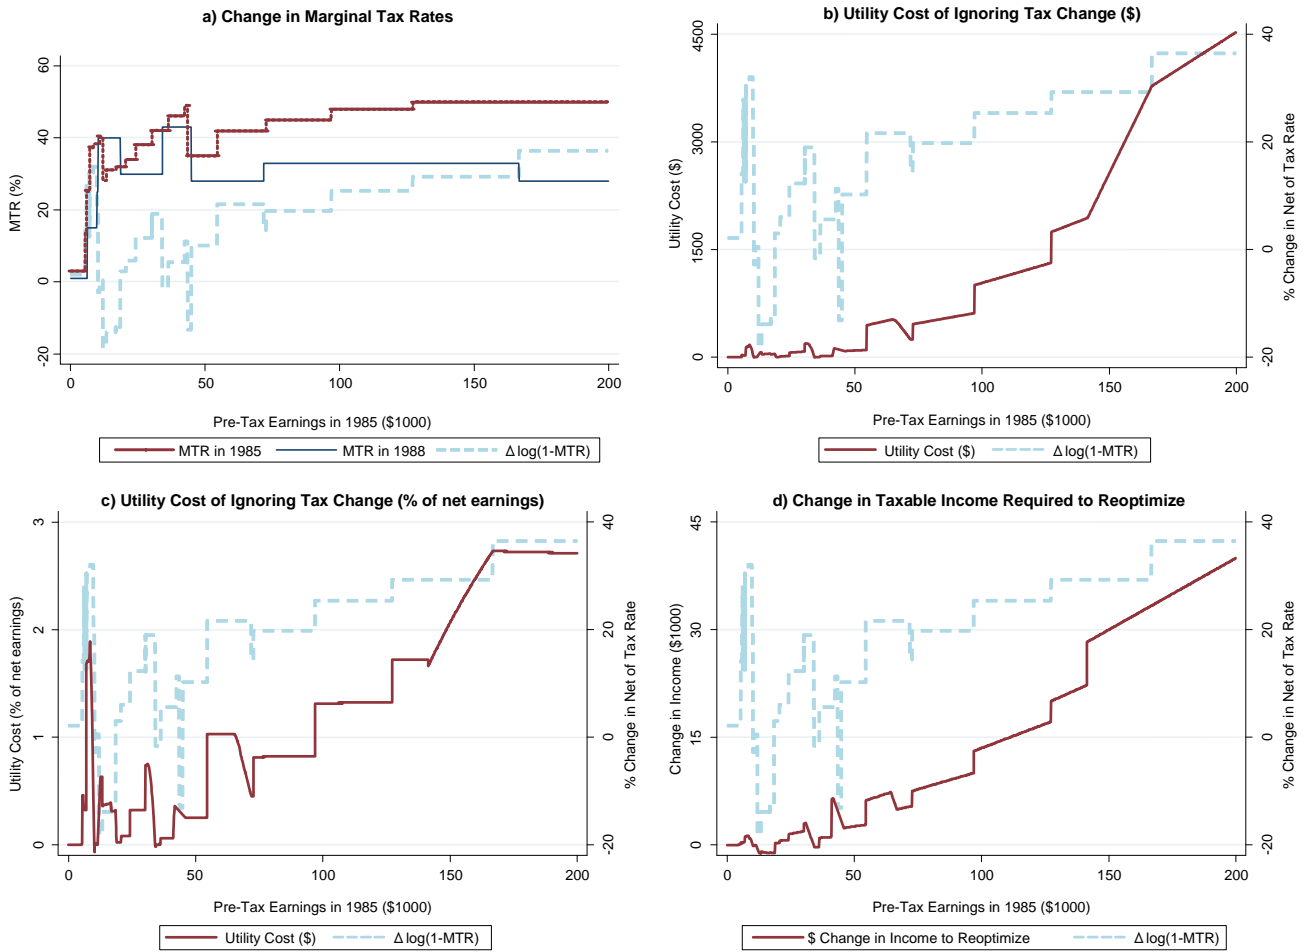 a) Change in Marginal Tax Rates
60
40
20
0
-20
MTR (%)
0 50 100 150 200
Pre-Tax Earnings in 1985 ($1000)
MTR in 1985 MTR in 1988 Δ log(1-MTR)
b) Utility Cost of Ignoring Tax Change ($)
4500
3000
1500
0
Utility Cost ($)
40
20
0
-20
% Change in Net of Tax Rate
0 50 100 150 200
Pre-Tax Earnings in 1985 ($1000)
Utility Cost ($) Δ log(1-MTR)
c) Utility Cost of Ignoring Tax Change (% of net earnings)
3
2
1
0
Utility Cost (% of net earnings)
40
20
0
-20
% Change in Net of Tax Rate
0 50 100 150 200
Pre-Tax Earnings in 1985 ($1000)
Utility Cost ($) Δ log(1-MTR)
d) Change in Taxable Income Required to Reoptimize
45
30
15
0
Change in Income ($1000)
40
20
0
-20
% Change in Net of Tax Rate
0 50 100 150 200
Pre-Tax Earnings in 1985 ($1000)
$ Change in Income to Reoptimize Δ log(1-MTR)